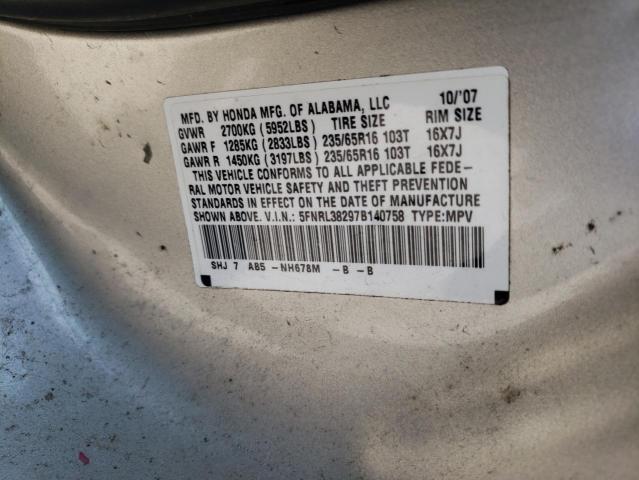 MFD. BY HONDA MFG. OF ALABAMA, LLC 10/'07
GVWR 2700KG (5952LBS) TIRE SIZE RIM SIZE
GAWR F 1285KG (2833LBS) 235/65R16 103T 16X7J
GAWR R 1450KG (3197LBS) 235/65R16 103T 16X7J
THIS VEHICLE CONFORMS TO ALL APPLICABLE FEDE-
RAL MOTOR VEHICLE SAFETY AND THEFT PREVENTION
STANDARDS IN EFFECT ON THE DATE OF MANUFACTURE
SHOWN ABOVE. V.I.N.: 5FNRL38297B140758 TYPE:MPV
SHJ 7 AB5 -NH678M -B -B